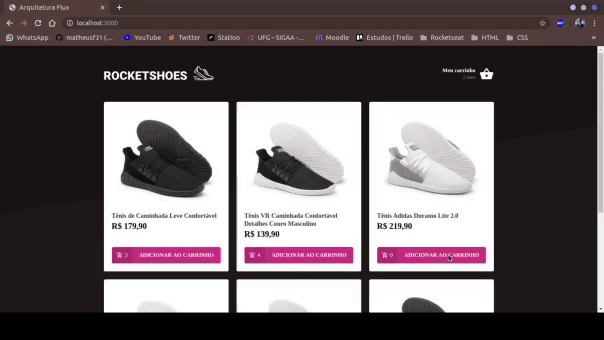 Arquitetura Flux
localhost:3000
WhatsApp matheusf31 (... YouTube Twitter Station UFG – SIGAA -... Moodle Estudos | Trello Rocketseat HTML CSS
ROCKETSHOES
Meu carrinho
Tênis de Caminhada Leve Confortável
R$ 179,90
3 ADICIONAR AO CARRINHO
Tênis VR Caminhada Confortável
Detalhes Couro Masculino
R$ 139,90
4 ADICIONAR AO CARRINHO
Tênis Adidas Duramo Lite 2.0
R$ 219,90
0 ADICIONAR AO CARRINHO